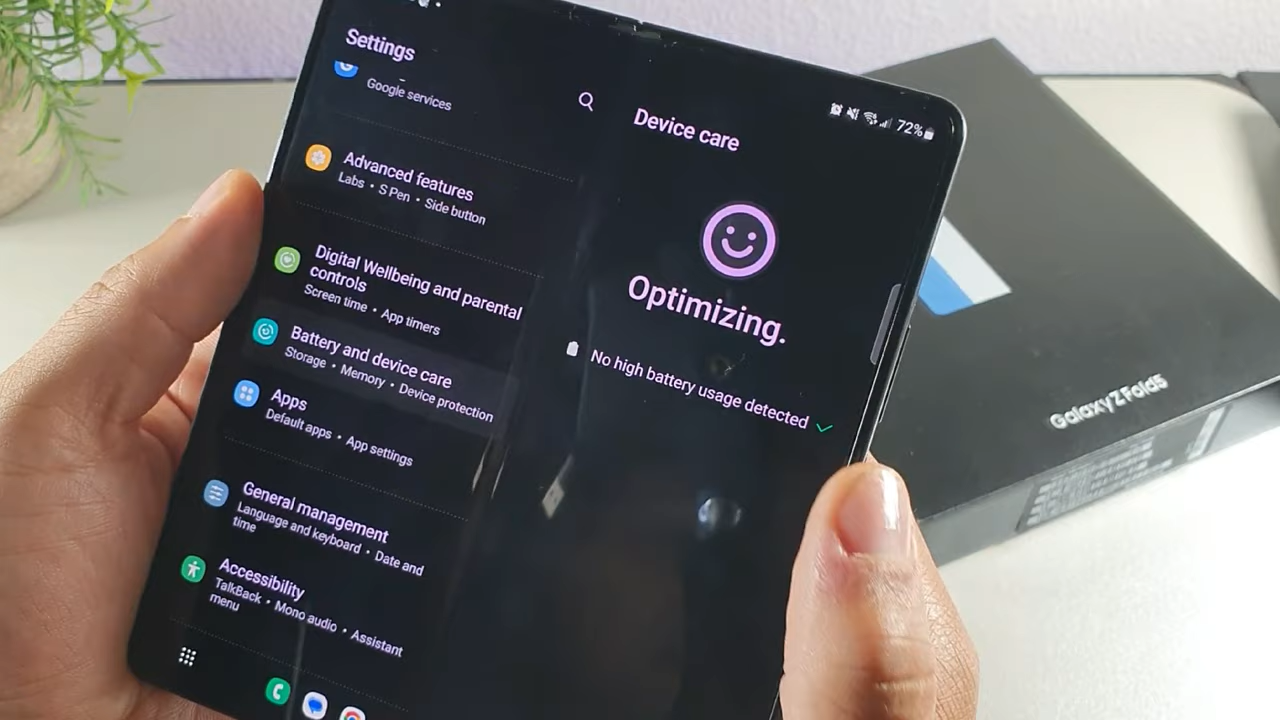 Settings
Google services
Advanced features
Labs • S Pen • Side button
Digital Wellbeing and parental
controls
Screen time • App timers
Battery and device care
Storage • Memory • Device protection
Apps
Default apps • App settings
General management
Language and keyboard • Date and
time
Accessibility
TalkBack • Mono audio • Assistant
menu
72%
Device care
Optimizing.
No high battery usage detected
Galaxy Z Fold5